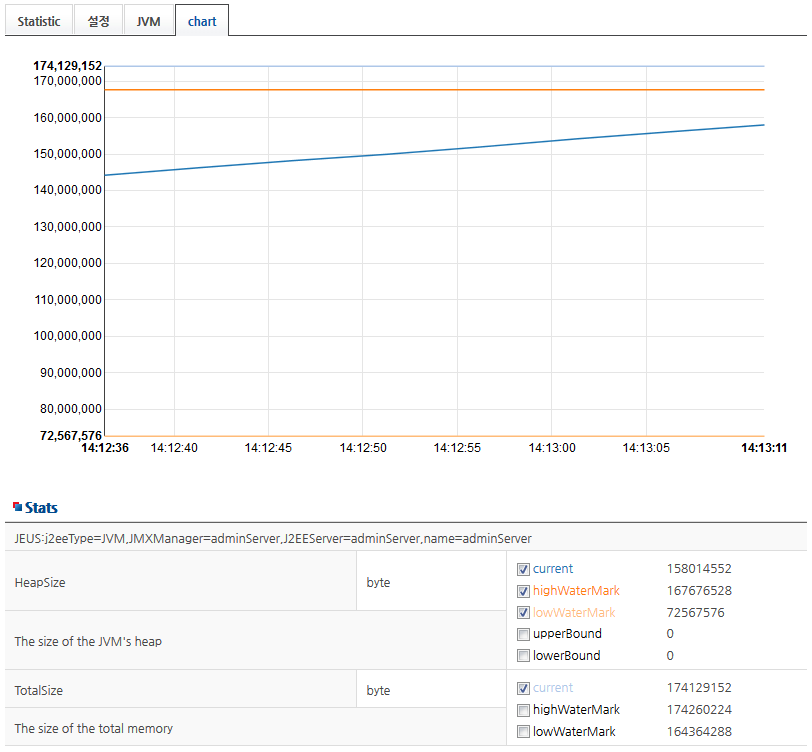 Statistic 설정 JVM chart
174,129,152
170,000,000
160,000,000
150,000,000
140,000,000
130,000,000
120,000,000
110,000,000
100,000,000
90,000,000
80,000,000
72,567,576
14:12:36 14:12:40 14:12:45 14:12:50 14:12:55 14:13:00 14:13:05 14:13:11
Stats
JEUS:j2eeType=JVM,JMXManager=adminServer,J2EEServer=adminServer,name=adminServer
HeapSize byte
current 158014552
highWaterMark 167676528
lowWaterMark 72567576
upperBound 0
lowerBound 0
The size of the JVM's heap
TotalSize byte
current 174129152
highWaterMark 174260224
lowWaterMark 164364288
The size of the total memory